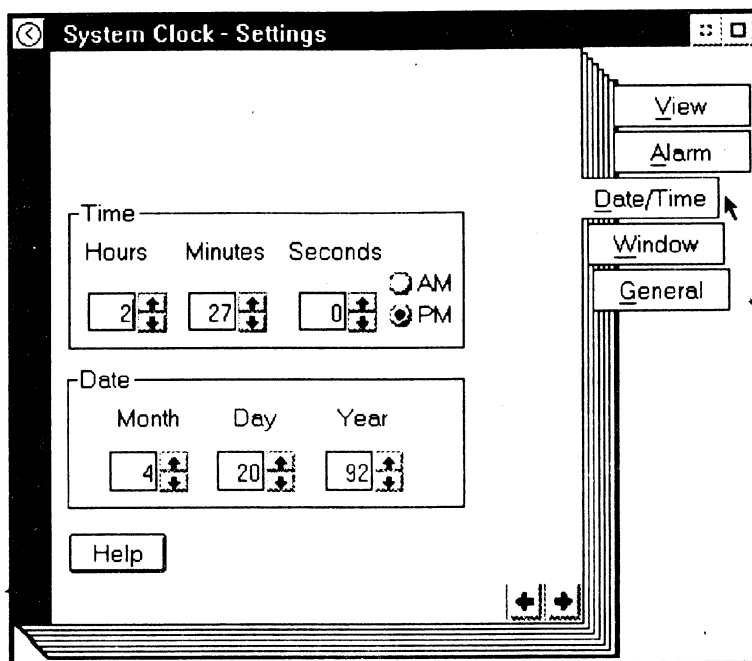 System Clock - Settings
View
Alarm
Date/Time
Window
General
Time
Hours Minutes Seconds
2 27 0
AM
PM
Date
Month Day Year
4 20 92
Help